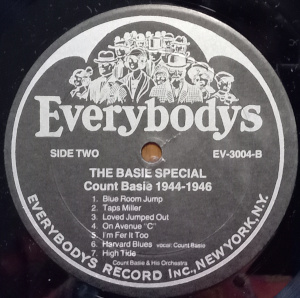 Everybodys
SIDE TWO
EV-3004-B
THE BASIE SPECIAL
Count Basie 1944-1946
1. Blue Room Jump
2. Taps Miller
3. Loved Jumped Out
4. On Avenue "C"
5. I'm Fer It Too
6. Harvard Blues vocal: Count Basie
7. High Tide
Count Basie & His Orchestra
EVERYBODYS RECORD INC., NEW YORK, N.Y.